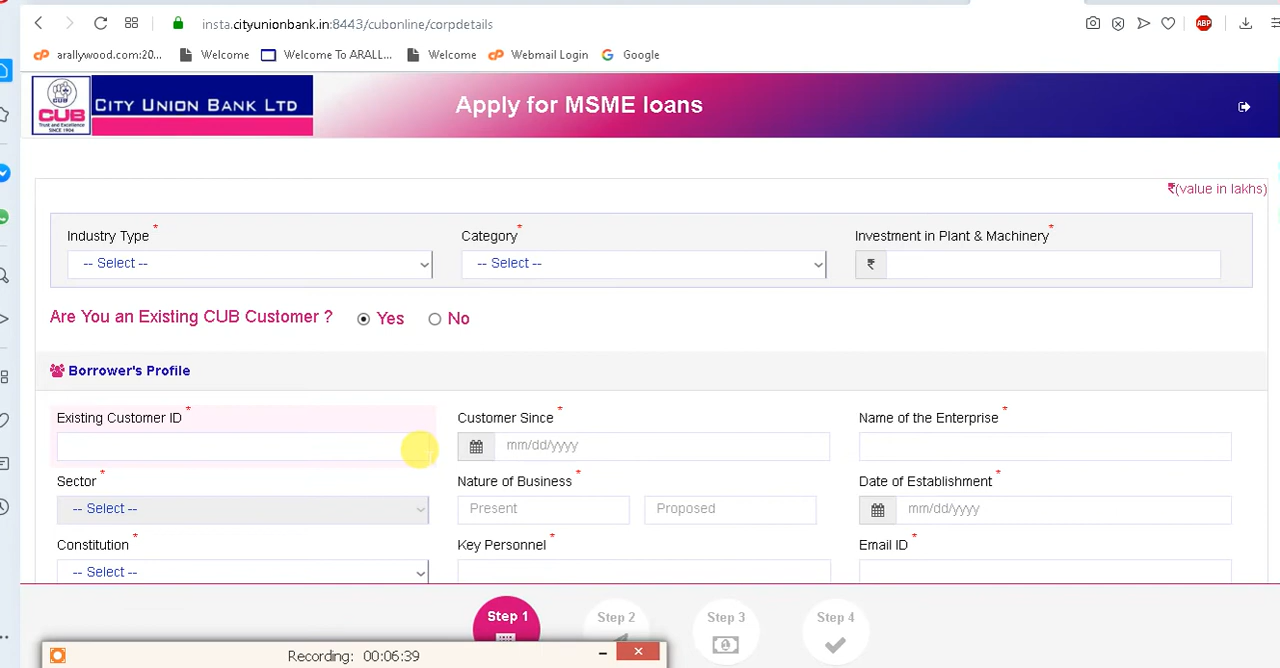 insta.cityunionbank.in:8443/cubonline/corpdetails
ABP
arallywood.com:20... Welcome Welcome To ARALL... Welcome Webmail Login Google
CUB
Trust and Excellence
SINCE 1904
CITY UNION BANK LTD
Apply for MSME loans
₹(value in lakhs)
Industry Type * Category * Investment in Plant & Machinery *
-- Select -- -- Select -- ₹
Are You an Existing CUB Customer ? Yes No
Borrower's Profile
Existing Customer ID * Customer Since * Name of the Enterprise *
mm/dd/yyyy
Sector * Nature of Business * Date of Establishment *
-- Select -- Present Proposed mm/dd/yyyy
Constitution * Key Personnel * Email ID *
-- Select --
Step 1 Step 2 Step 3 Step 4
Recording: 00:06:39